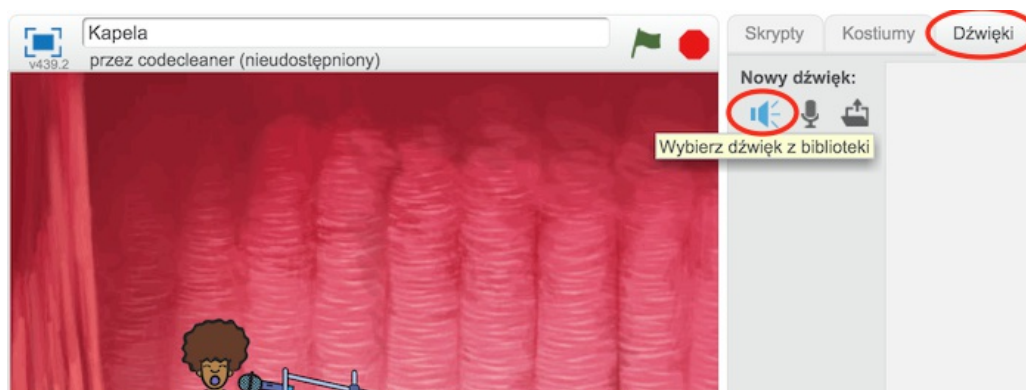 Kapela
v439.2
przez codecleaner (nieudostępniony)
Skrypty Kostiumy Dźwięki
Nowy dźwięk:
Wybierz dźwięk z biblioteki